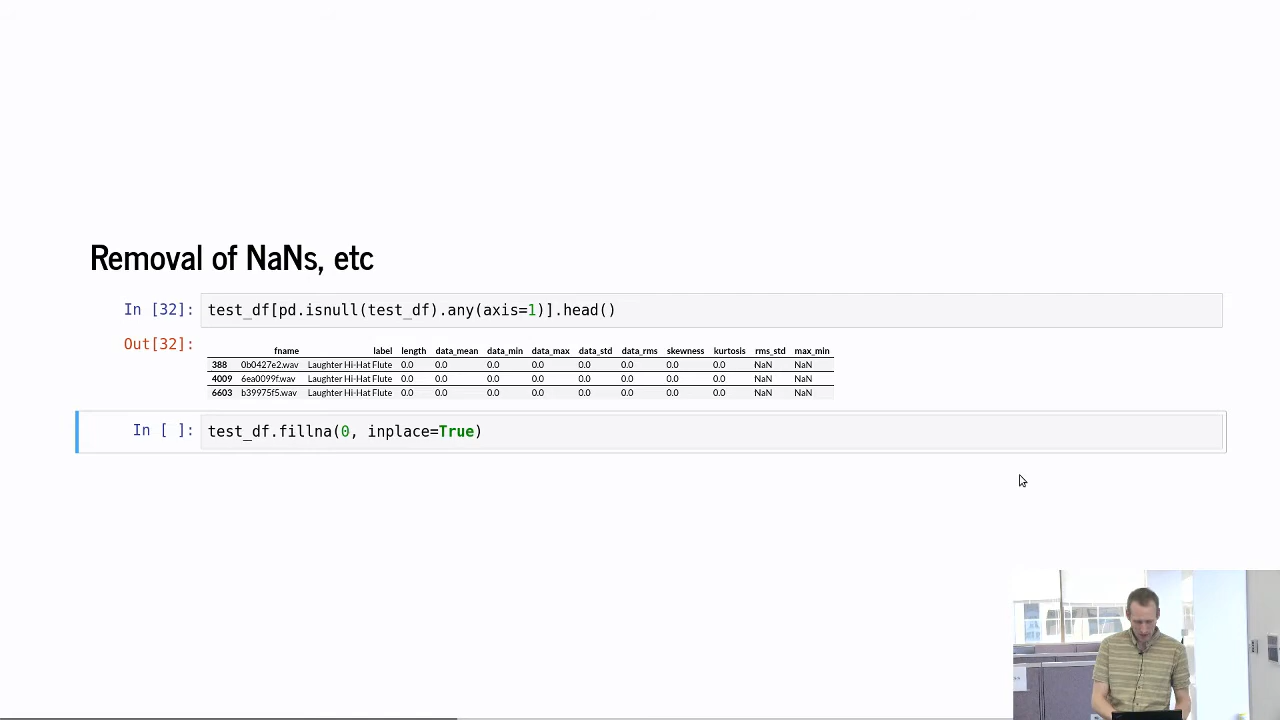 Removal of NaNs, etc
In [32]: test_df[pd.isnull(test_df).any(axis=1)].head()
Out[32]:
fname label length data_mean data_min data_max data_std data_rms skewness kurtosis rms_std max_min
388 0b0427e2.wav Laughter Hi-Hat Flute 0.0 0.0 0.0 0.0 0.0 0.0 0.0 0.0 NaN NaN
4009 6ea0099f.wav Laughter Hi-Hat Flute 0.0 0.0 0.0 0.0 0.0 0.0 0.0 0.0 NaN NaN
6603 b39975f5.wav Laughter Hi-Hat Flute 0.0 0.0 0.0 0.0 0.0 0.0 0.0 0.0 NaN NaN
In [ ]: test_df.fillna(0, inplace=True)